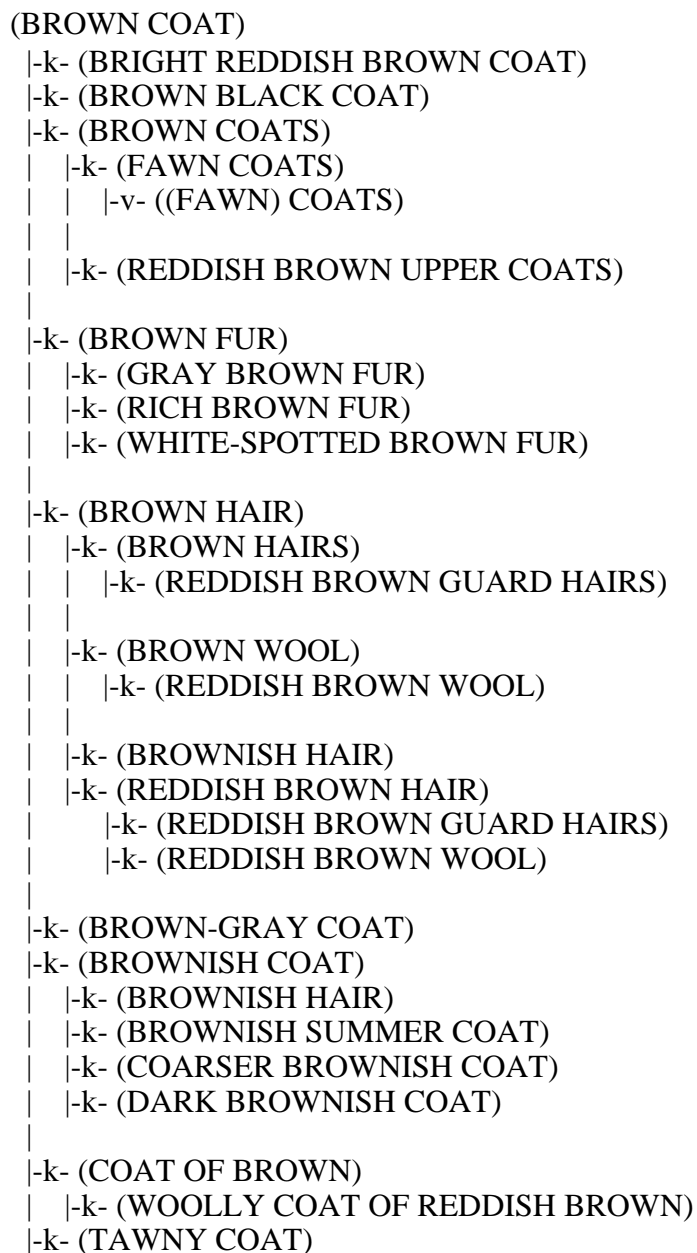 (BROWN COAT)
|-k- (BRIGHT REDDISH BROWN COAT)
|-k- (BROWN BLACK COAT)
|-k- (BROWN COATS)
|   |-k- (FAWN COATS)
|   |   |-v- ((FAWN) COATS)
|   |
|   |-k- (REDDISH BROWN UPPER COATS)
|
|-k- (BROWN FUR)
|   |-k- (GRAY BROWN FUR)
|   |-k- (RICH BROWN FUR)
|   |-k- (WHITE-SPOTTED BROWN FUR)
|
|-k- (BROWN HAIR)
|   |-k- (BROWN HAIRS)
|   |   |-k- (REDDISH BROWN GUARD HAIRS)
|   |
|   |-k- (BROWN WOOL)
|   |   |-k- (REDDISH BROWN WOOL)
|   |
|   |-k- (BROWNISH HAIR)
|   |-k- (REDDISH BROWN HAIR)
|       |-k- (REDDISH BROWN GUARD HAIRS)
|       |-k- (REDDISH BROWN WOOL)
|
|-k- (BROWN-GRAY COAT)
|-k- (BROWNISH COAT)
|   |-k- (BROWNISH HAIR)
|   |-k- (BROWNISH SUMMER COAT)
|   |-k- (COARSER BROWNISH COAT)
|   |-k- (DARK BROWNISH COAT)
|
|-k- (COAT OF BROWN)
|   |-k- (WOOLLY COAT OF REDDISH BROWN)
|-k- (TAWNY COAT)